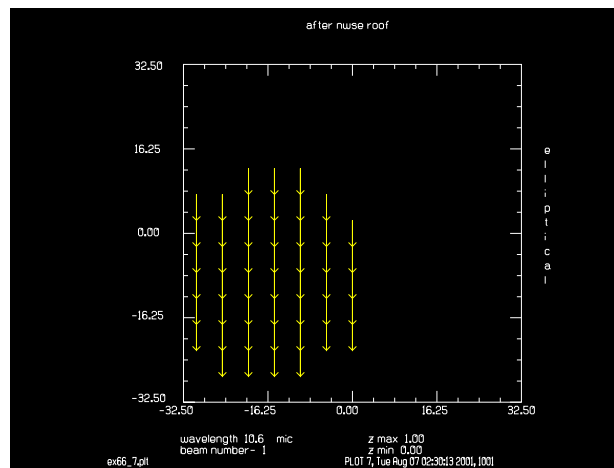 after nwse roof
32.50
16.25
0.00
-16.25
-32.50
-32.50 -16.25 0.00 16.25 32.50
elliptical
wavelength 10.6 mic z max 1.00
beam number- 1 z min 0.00
ex66_7.plt PLOT 7, Tue Aug 07 02:30:13 2001, 1001